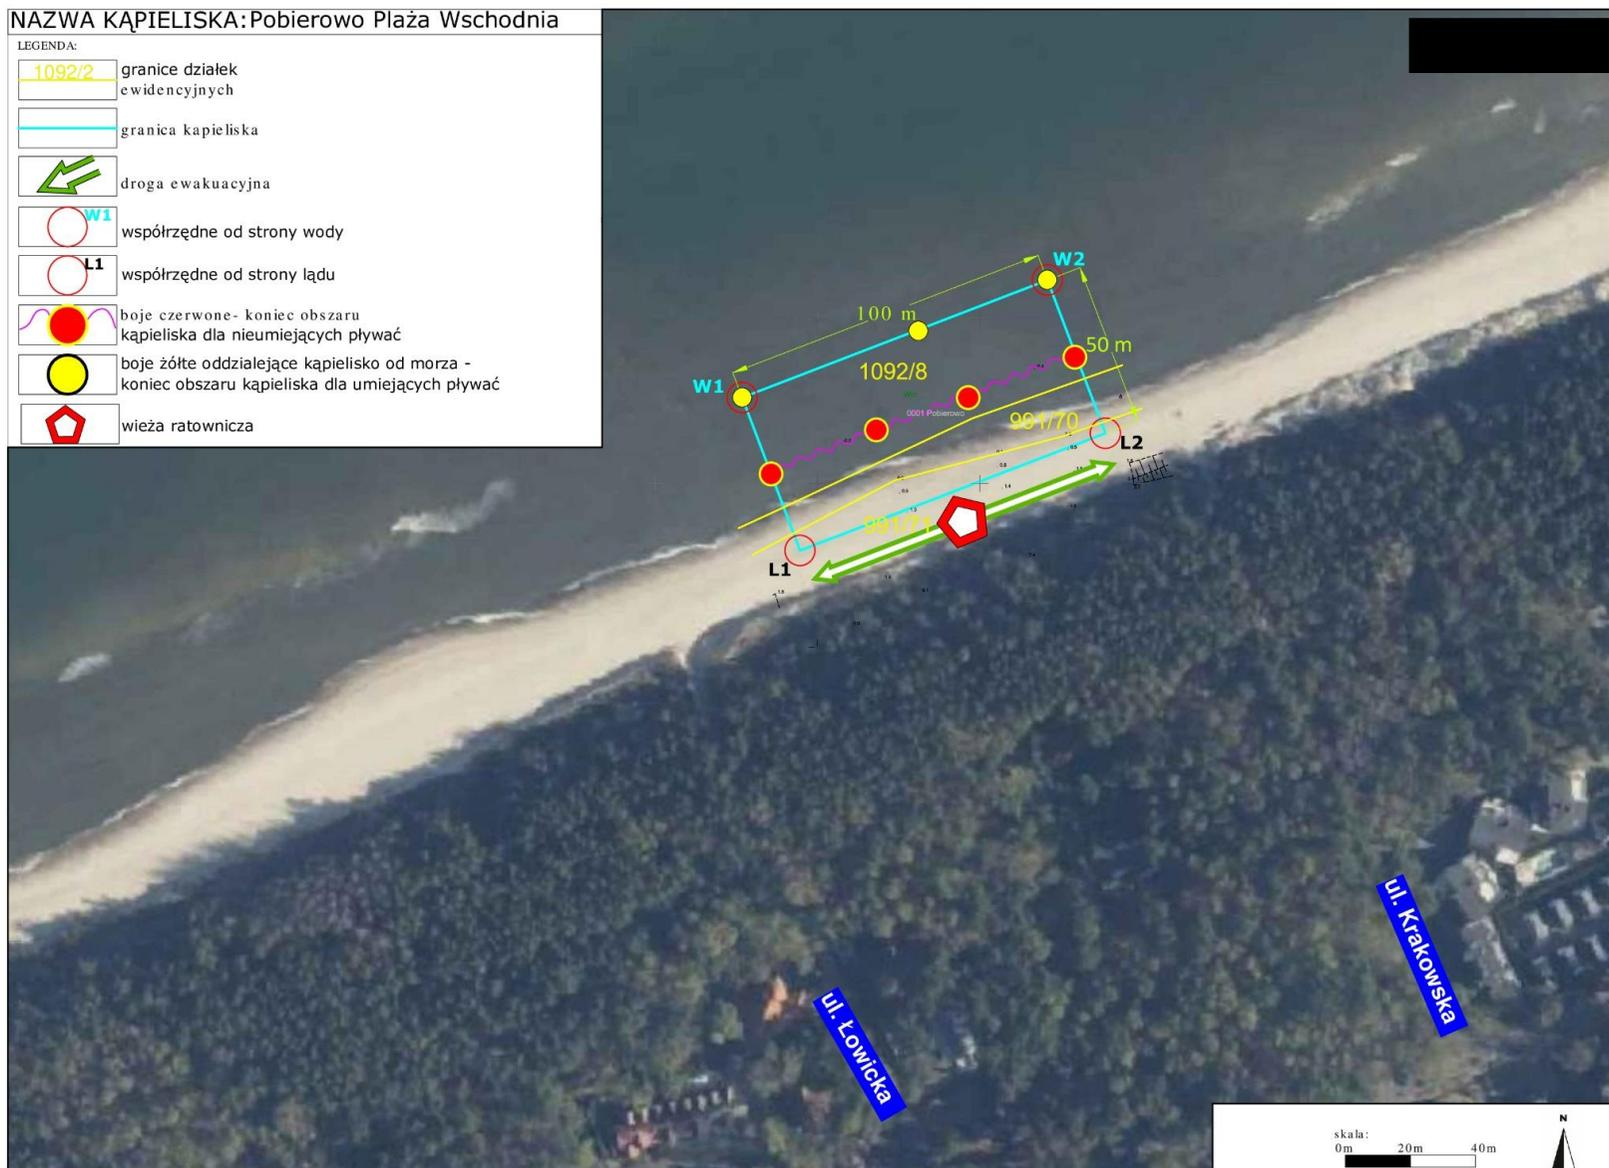 NAZWA KĄPIELISKA:Pobierowo Plaża Wschodnia
LEGENDA:
1092/2
granice działek
ewidencyjnych
granica kapieliska
droga ewakuacyjna
W1
współrzędne od strony wody
L1
współrzędne od strony lądu
boje czerwone- koniec obszaru
kąpieliska dla nieumiejących pływać
boje żółte oddzialejące kąpielisko od morza -
koniec obszaru kąpieliska dla umiejących pływać
wieża ratownicza
W2
100 m
50 m
1092/8
W1
0001 Pobierowo
991/70
L2
991/71
L1
ul. Krakowska
ul. Łowicka
N
skala:
0m 20m 40m